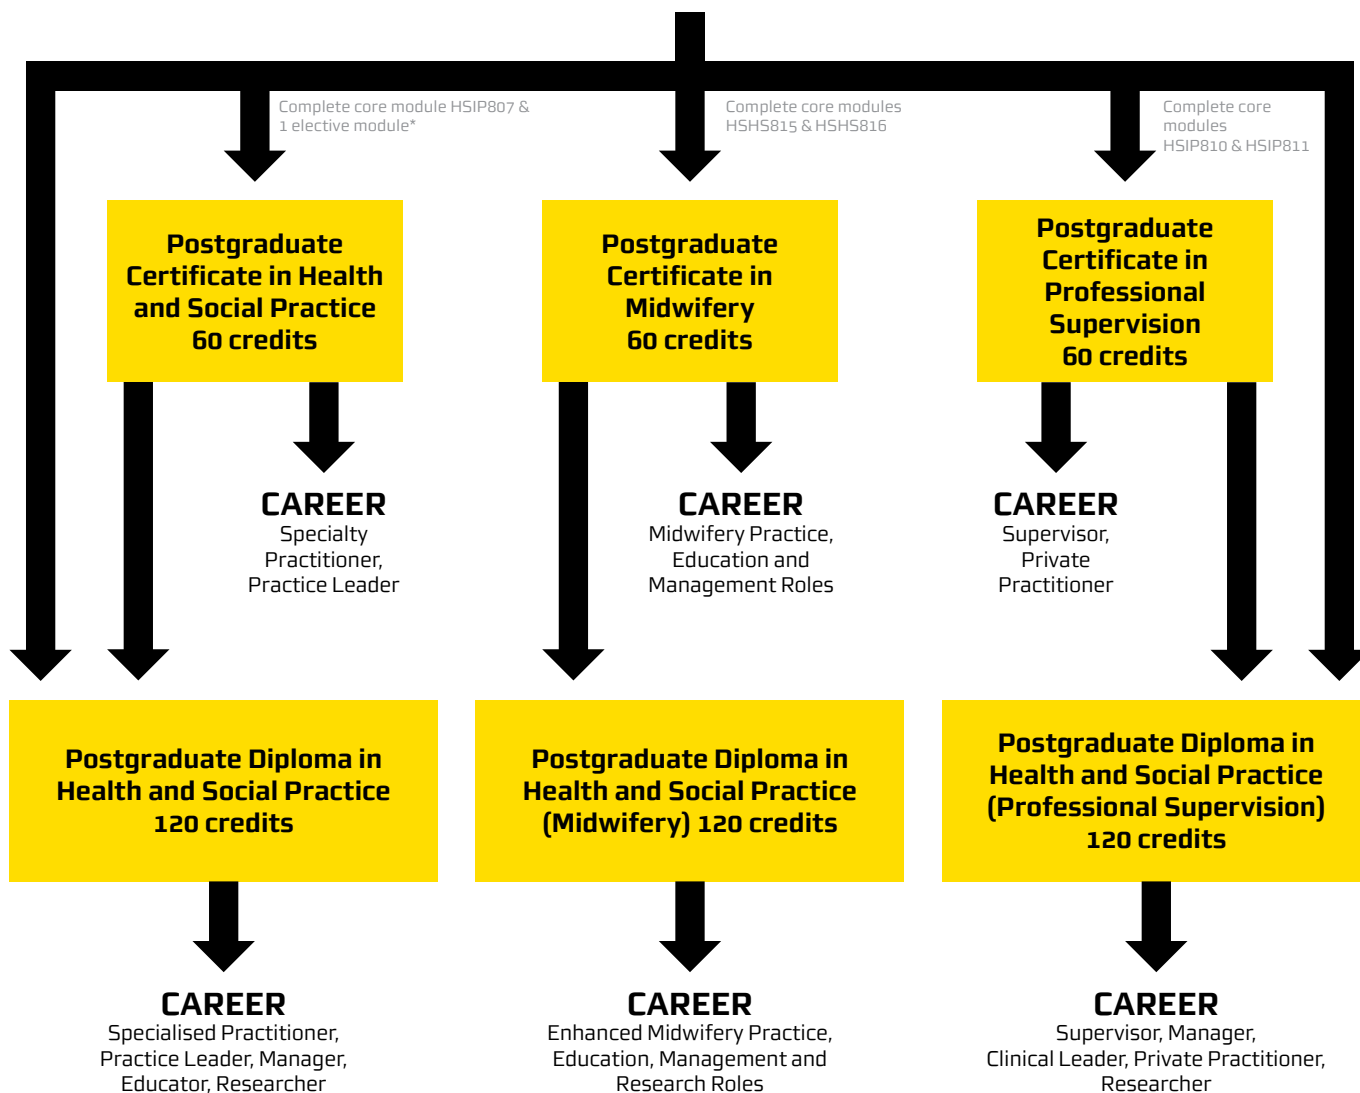 Complete core module HSIP807 &
1 elective module*
Complete core modules
HSHS815 & HSHS816
Complete core
modules
HSIP810 & HSIP811
Postgraduate
Certificate in Health
and Social Practice
60 credits
Postgraduate
Certificate in
Midwifery
60 credits
Postgraduate
Certificate in
Professional
Supervision
60 credits
CAREER
Specialty
Practitioner,
Practice Leader
CAREER
Midwifery Practice,
Education and
Management Roles
CAREER
Supervisor,
Private
Practitioner
Postgraduate Diploma in
Health and Social Practice
120 credits
Postgraduate Diploma in
Health and Social Practice
(Midwifery) 120 credits
Postgraduate Diploma in
Health and Social Practice
(Professional Supervision)
120 credits
CAREER
Specialised Practitioner,
Practice Leader, Manager,
Educator, Researcher
CAREER
Enhanced Midwifery Practice,
Education, Management and
Research Roles
CAREER
Supervisor, Manager,
Clinical Leader, Private Practitioner,
Researcher